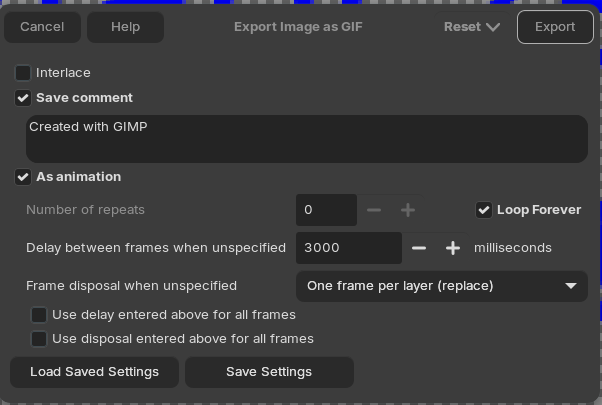 Cancel Help Export Image as GIF Reset Export
Interlace
Save comment
Created with GIMP
As animation
Number of repeats 0 Loop Forever
Delay between frames when unspecified 3000 milliseconds
Frame disposal when unspecified One frame per layer (replace)
Use delay entered above for all frames
Use disposal entered above for all frames
Load Saved Settings Save Settings